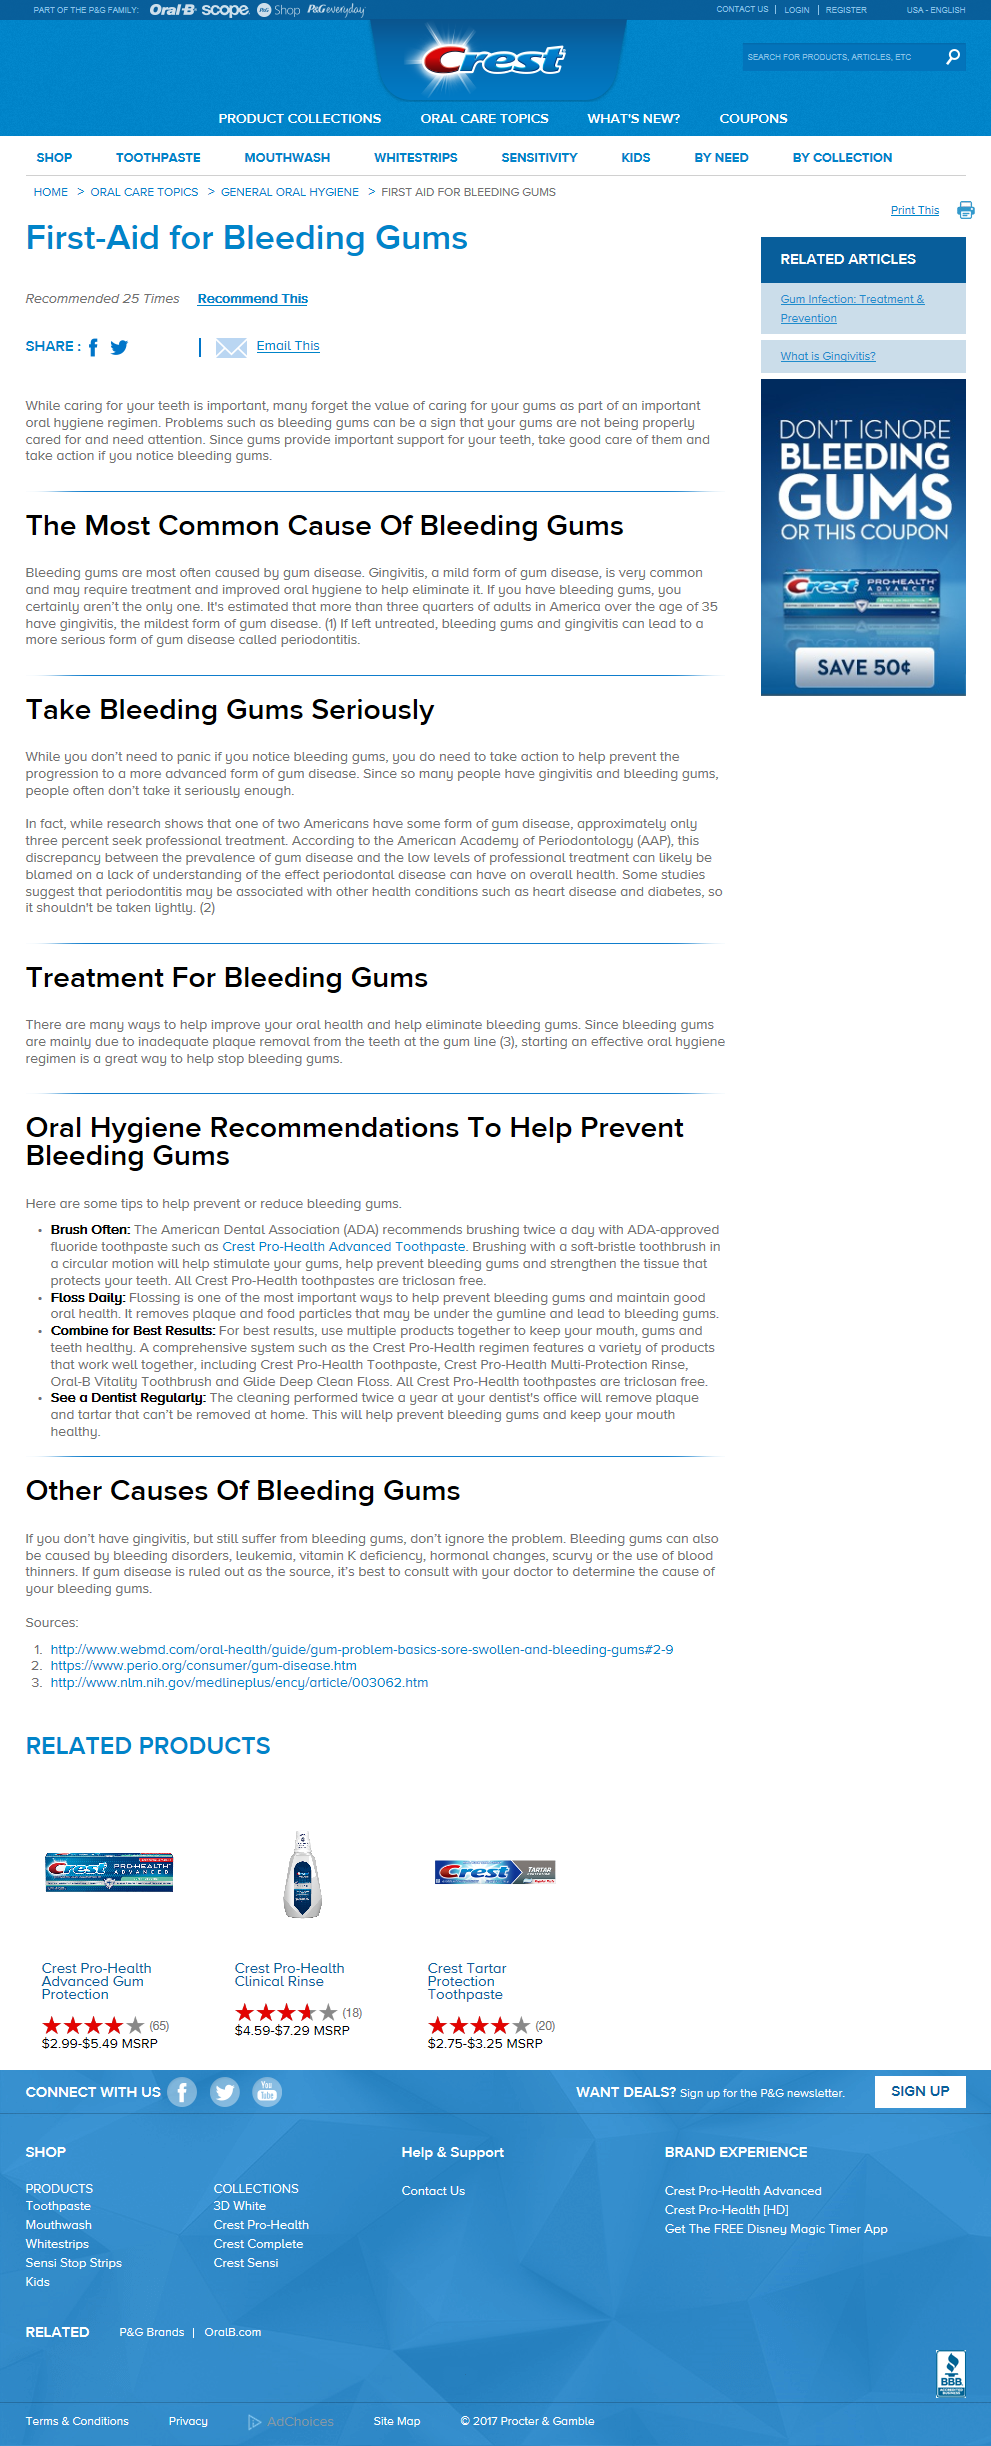 PART OF THE P&G FAMILY: Oral-B scope P&G Shop P&G everyday
CONTACT US | LOGIN | REGISTER USA - ENGLISH
Crest
SEARCH FOR PRODUCTS, ARTICLES, ETC
PRODUCT COLLECTIONS ORAL CARE TOPICS WHAT'S NEW? COUPONS
SHOP TOOTHPASTE MOUTHWASH WHITESTRIPS SENSITIVITY KIDS BY NEED BY COLLECTION
HOME > ORAL CARE TOPICS > GENERAL ORAL HYGIENE > FIRST AID FOR BLEEDING GUMS
Print This
First-Aid for Bleeding Gums
Recommended 25 Times Recommend This
SHARE : | Email This
While caring for your teeth is important, many forget the value of caring for your gums as part of an important
oral hygiene regimen. Problems such as bleeding gums can be a sign that your gums are not being properly
cared for and need attention. Since gums provide important support for your teeth, take good care of them and
take action if you notice bleeding gums.
The Most Common Cause Of Bleeding Gums
Bleeding gums are most often caused by gum disease. Gingivitis, a mild form of gum disease, is very common
and may require treatment and improved oral hygiene to help eliminate it. If you have bleeding gums, you
certainly aren't the only one. It's estimated that more than three quarters of adults in America over the age of 35
have gingivitis, the mildest form of gum disease. (1) If left untreated, bleeding gums and gingivitis can lead to a
more serious form of gum disease called periodontitis.
Take Bleeding Gums Seriously
While you don't need to panic if you notice bleeding gums, you do need to take action to help prevent the
progression to a more advanced form of gum disease. Since so many people have gingivitis and bleeding gums,
people often don't take it seriously enough.
In fact, while research shows that one of two Americans have some form of gum disease, approximately only
three percent seek professional treatment. According to the American Academy of Periodontology (AAP), this
discrepancy between the prevalence of gum disease and the low levels of professional treatment can likely be
blamed on a lack of understanding of the effect periodontal disease can have on overall health. Some studies
suggest that periodontitis may be associated with other health conditions such as heart disease and diabetes, so
it shouldn't be taken lightly. (2)
Treatment For Bleeding Gums
There are many ways to help improve your oral health and help eliminate bleeding gums. Since bleeding gums
are mainly due to inadequate plaque removal from the teeth at the gum line (3), starting an effective oral hygiene
regimen is a great way to help stop bleeding gums.
Oral Hygiene Recommendations To Help Prevent
Bleeding Gums
Here are some tips to help prevent or reduce bleeding gums.
• Brush Often: The American Dental Association (ADA) recommends brushing twice a day with ADA-approved
fluoride toothpaste such as Crest Pro-Health Advanced Toothpaste. Brushing with a soft-bristle toothbrush in
a circular motion will help stimulate your gums, help prevent bleeding gums and strengthen the tissue that
protects your teeth. All Crest Pro-Health toothpastes are triclosan free.
• Floss Daily: Flossing is one of the most important ways to help prevent bleeding gums and maintain good
oral health. It removes plaque and food particles that may be under the gumline and lead to bleeding gums.
• Combine for Best Results: For best results, use multiple products together to keep your mouth, gums and
teeth healthy. A comprehensive system such as the Crest Pro-Health regimen features a variety of products
that work well together, including Crest Pro-Health Toothpaste, Crest Pro-Health Multi-Protection Rinse,
Oral-B Vitality Toothbrush and Glide Deep Clean Floss. All Crest Pro-Health toothpastes are triclosan free.
• See a Dentist Regularly: The cleaning performed twice a year at your dentist's office will remove plaque
and tartar that can't be removed at home. This will help prevent bleeding gums and keep your mouth
healthy.
Other Causes Of Bleeding Gums
If you don't have gingivitis, but still suffer from bleeding gums, don't ignore the problem. Bleeding gums can also
be caused by bleeding disorders, leukemia, vitamin K deficiency, hormonal changes, scurvy or the use of blood
thinners. If gum disease is ruled out as the source, it's best to consult with your doctor to determine the cause of
your bleeding gums.
Sources:
1. http://www.webmd.com/oral-health/guide/gum-problem-basics-sore-swollen-and-bleeding-gums#2-9
2. https://www.perio.org/consumer/gum-disease.htm
3. http://www.nlm.nih.gov/medlineplus/ency/article/003062.htm
RELATED ARTICLES
Gum Infection: Treatment &
Prevention
What is Gingivitis?
DON'T IGNORE
BLEEDING
GUMS
OR THIS COUPON
Crest PRO-HEALTH
ADVANCED
SAVE 50¢
RELATED PRODUCTS
Crest PRO-HEALTH
ADVANCED
Crest TARTAR
Crest Pro-Health
Advanced Gum
Protection
(65)
$2.99-$5.49 MSRP
Crest Pro-Health
Clinical Rinse
(18)
$4.59-$7.29 MSRP
Crest Tartar
Protection
Toothpaste
(20)
$2.75-$3.25 MSRP
CONNECT WITH US You Tube
WANT DEALS? Sign up for the P&G newsletter. SIGN UP
SHOP
PRODUCTS
Toothpaste
Mouthwash
Whitestrips
Sensi Stop Strips
Kids
COLLECTIONS
3D White
Crest Pro-Health
Crest Complete
Crest Sensi
Help & Support
Contact Us
BRAND EXPERIENCE
Crest Pro-Health Advanced
Crest Pro-Health [HD]
Get The FREE Disney Magic Timer App
RELATED P&G Brands | OralB.com
BBB
Terms & Conditions Privacy AdChoices Site Map © 2017 Procter & Gamble